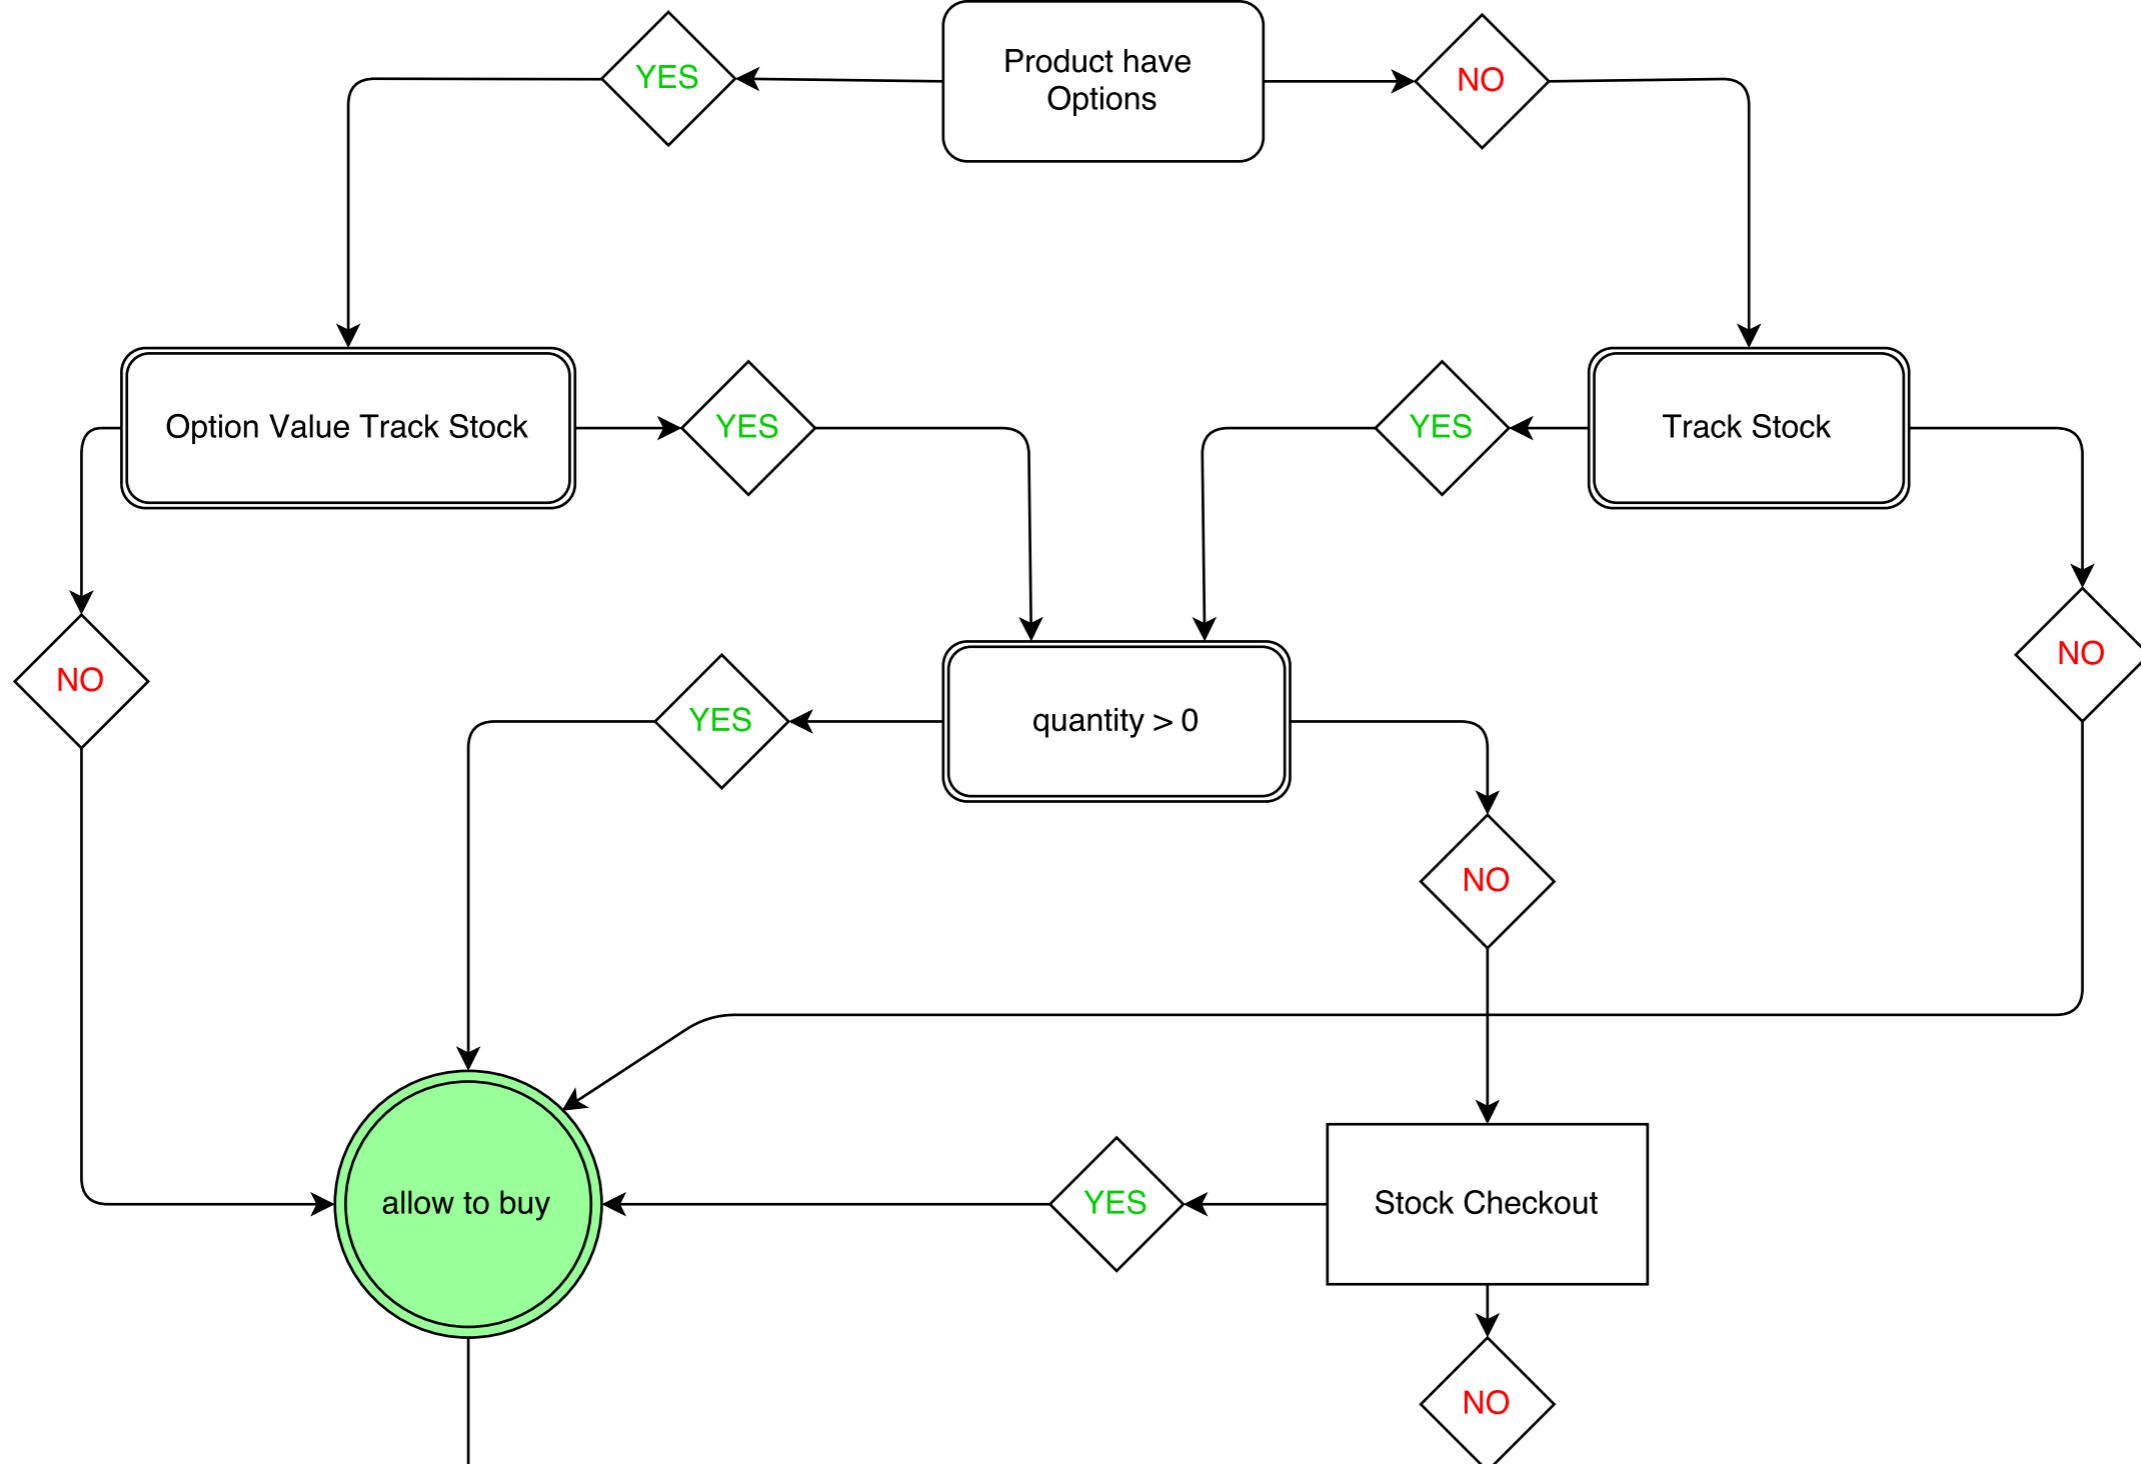 YES
Product have
Options
NO
Option Value Track Stock
YES
YES
Track Stock
NO
YES
quantity > 0
NO
NO
allow to buy
YES
Stock Checkout
NO